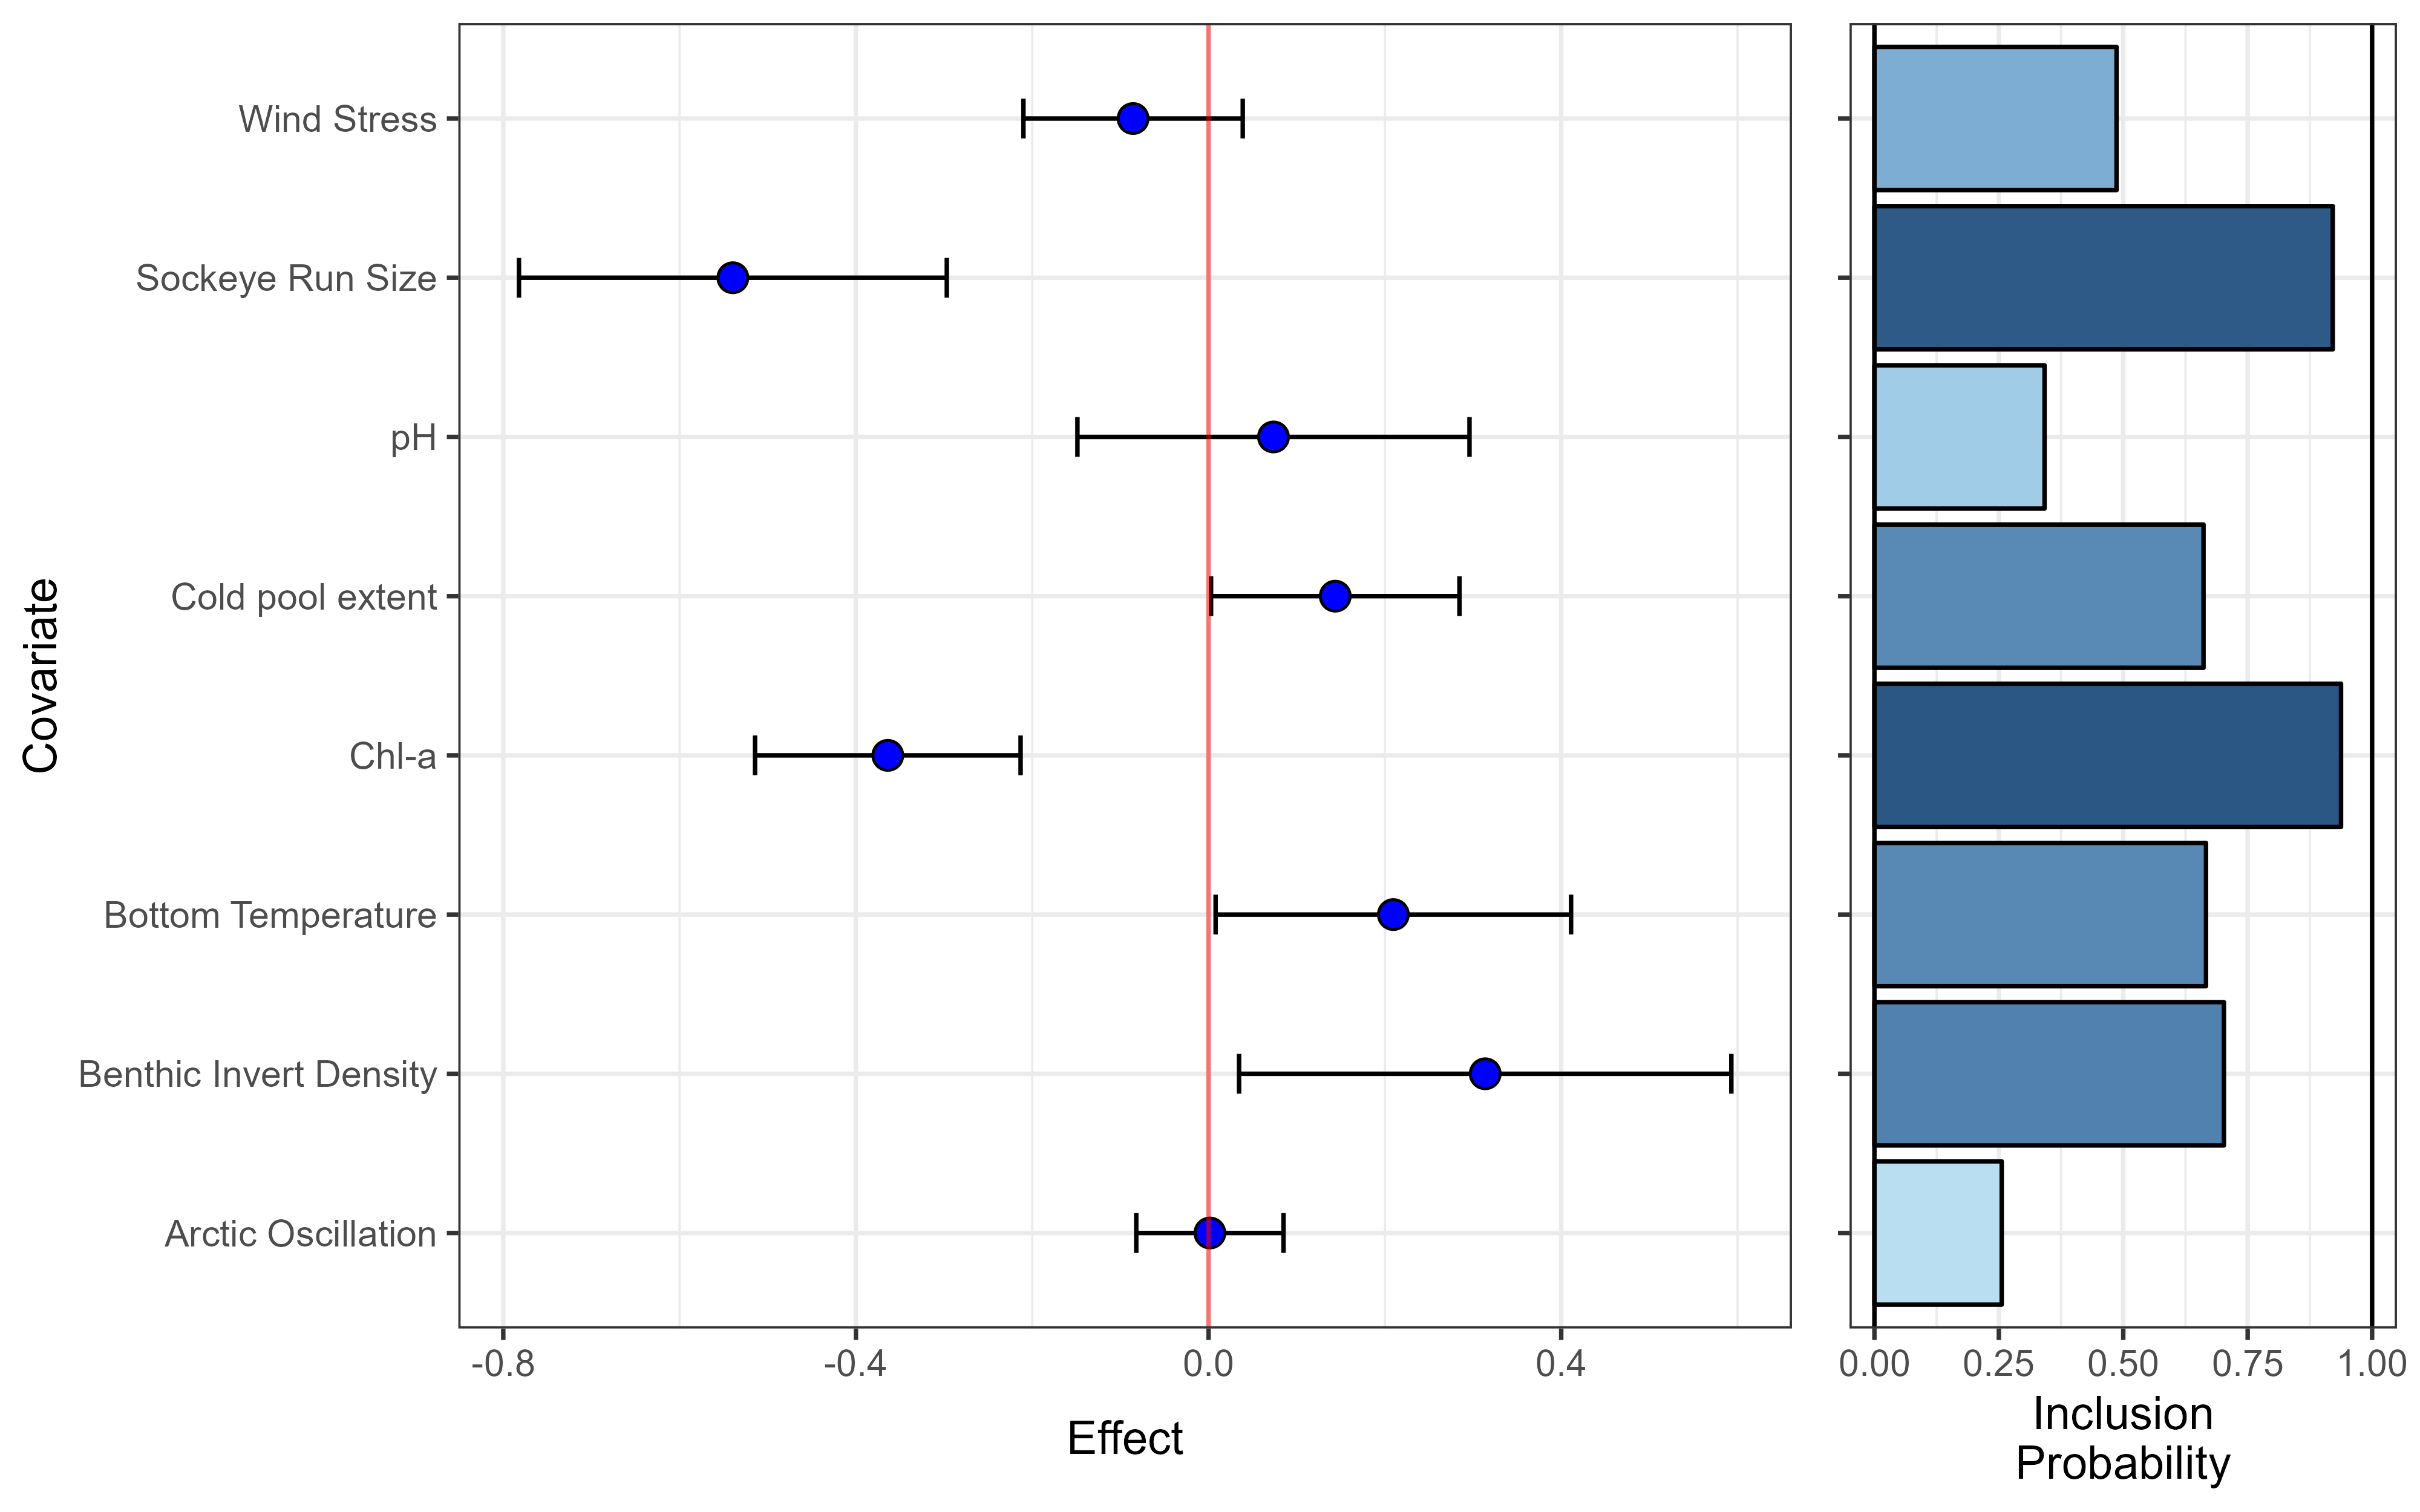 Covariate
Wind Stress
Sockeye Run Size
pH
Cold pool extent
Chl-a
Bottom Temperature
Benthic Invert Density
Arctic Oscillation
-0.8 -0.4 0.0 0.4
Effect
0.00 0.25 0.50 0.75 1.00
Inclusion
Probability